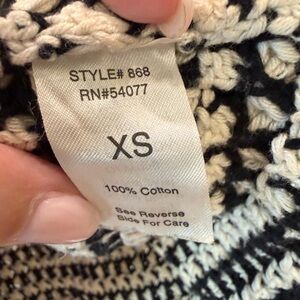 STYLE# 868
RN#54077
XS
100% Cotton
See Reverse
Side For Care